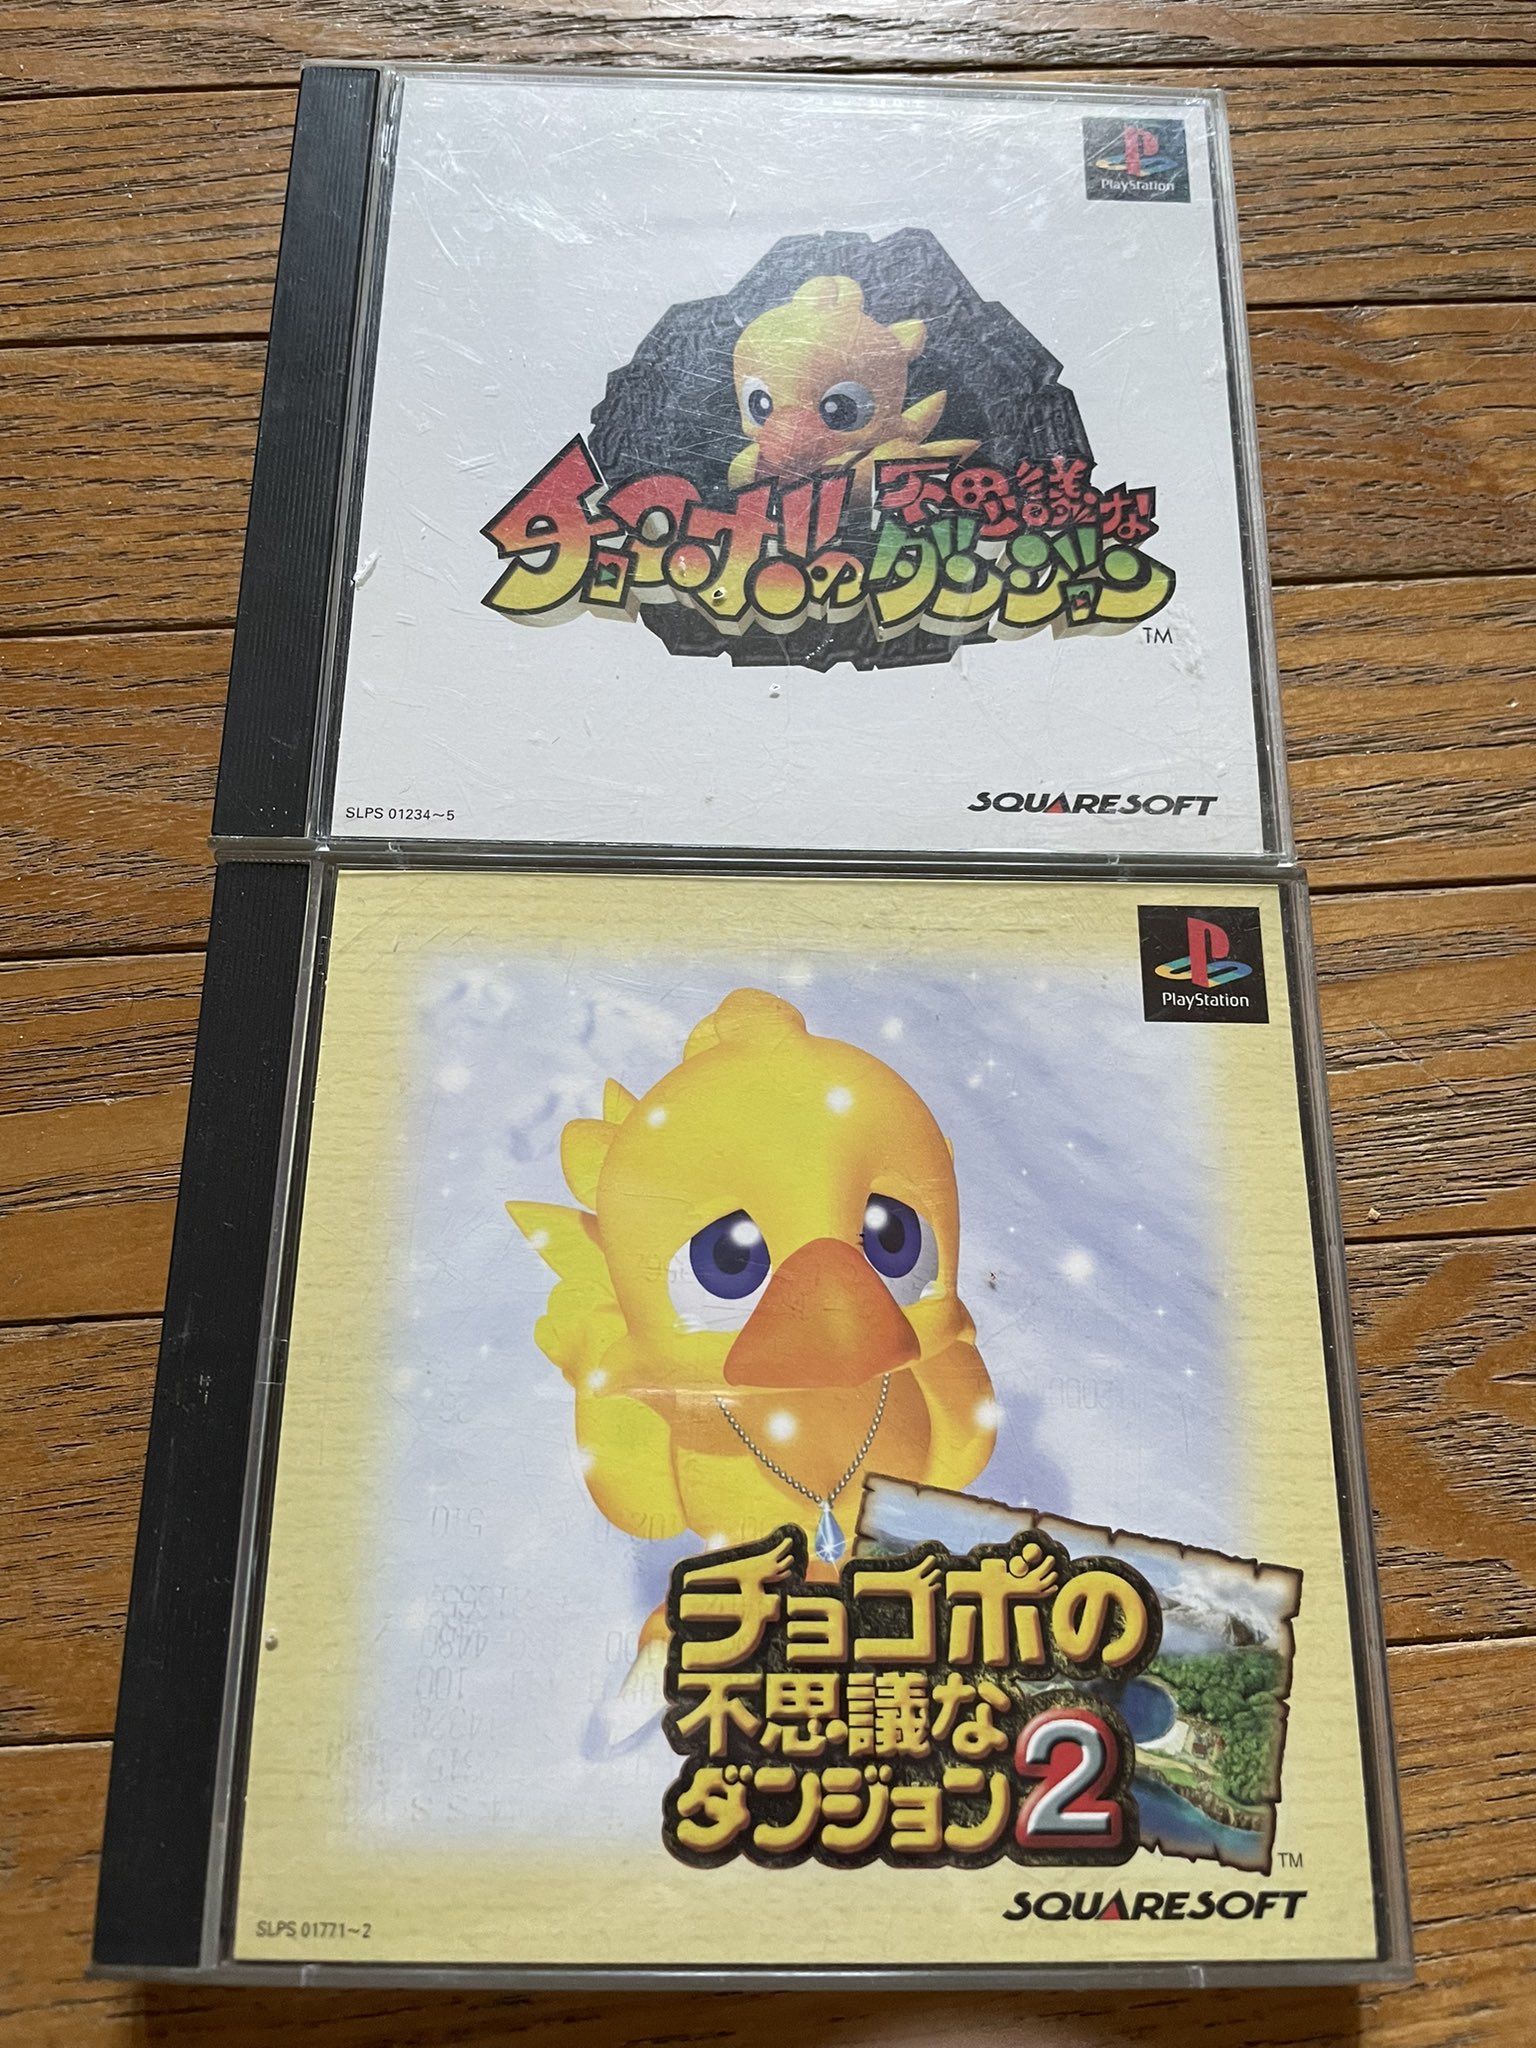 PlayStation
チョコボの不思議な
ダンジョン
TM
SLPS 01234~5
SQUARESOFT
PlayStation
チョコボの
不思議な
ダンジョン2
TM
SQUARESOFT
SLPS 01771~2